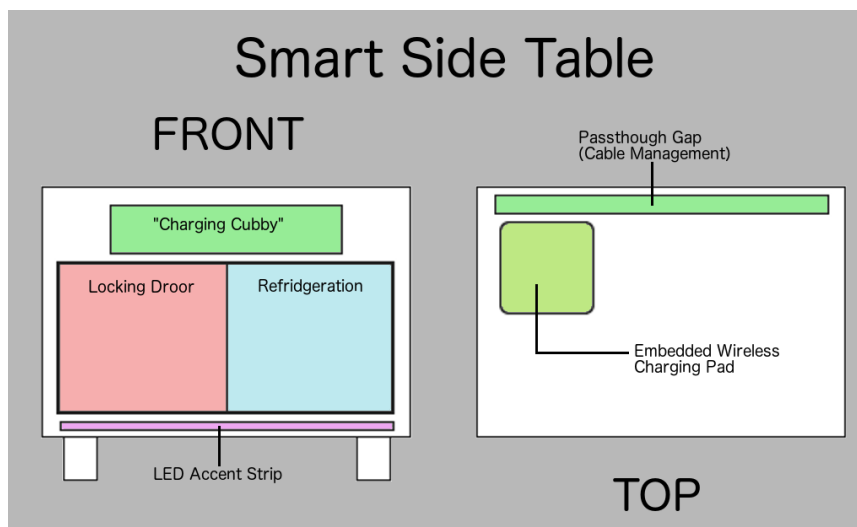 Smart Side Table
FRONT
"Charging Cubby"
Locking Droor
Refridgeration
LED Accent Strip
Passthough Gap
(Cable Management)
Embedded Wireless
Charging Pad
TOP